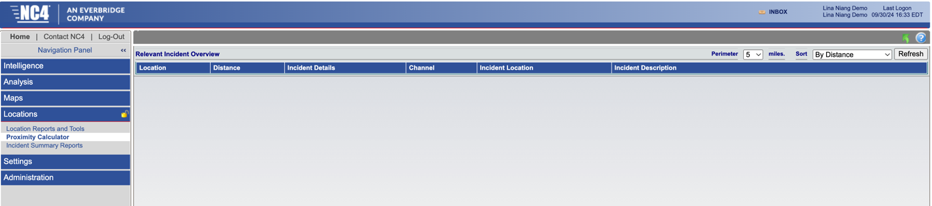 NC4 AN EVERBRIDGE
COMPANY
INBOX
Lina Niang Demo Last Logon
Lina Niang Demo 09/30/24 16:33 EDT
Home | Contact NC4 | Log-Out
Navigation Panel «
Intelligence
Analysis
Maps
Locations
Location Reports and Tools
Proximity Calculator
Incident Summary Reports
Settings
Administration
Relevant Incident Overview Perimeter 5 miles. Sort By Distance Refresh
Location Distance Incident Details Channel Incident Location Incident Description